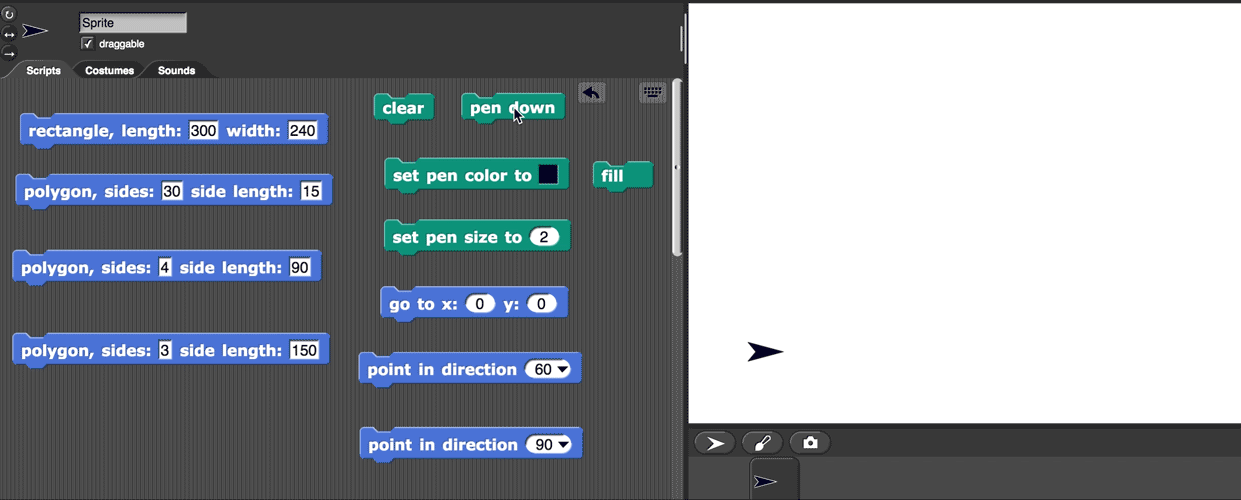 Sprite
draggable
Scripts Costumes Sounds
clear
pen down
rectangle, length: 300 width: 240
set pen color to
fill
polygon, sides: 30 side length: 15
set pen size to 2
polygon, sides: 4 side length: 90
go to x: 0 y: 0
polygon, sides: 3 side length: 150
point in direction 60
point in direction 90